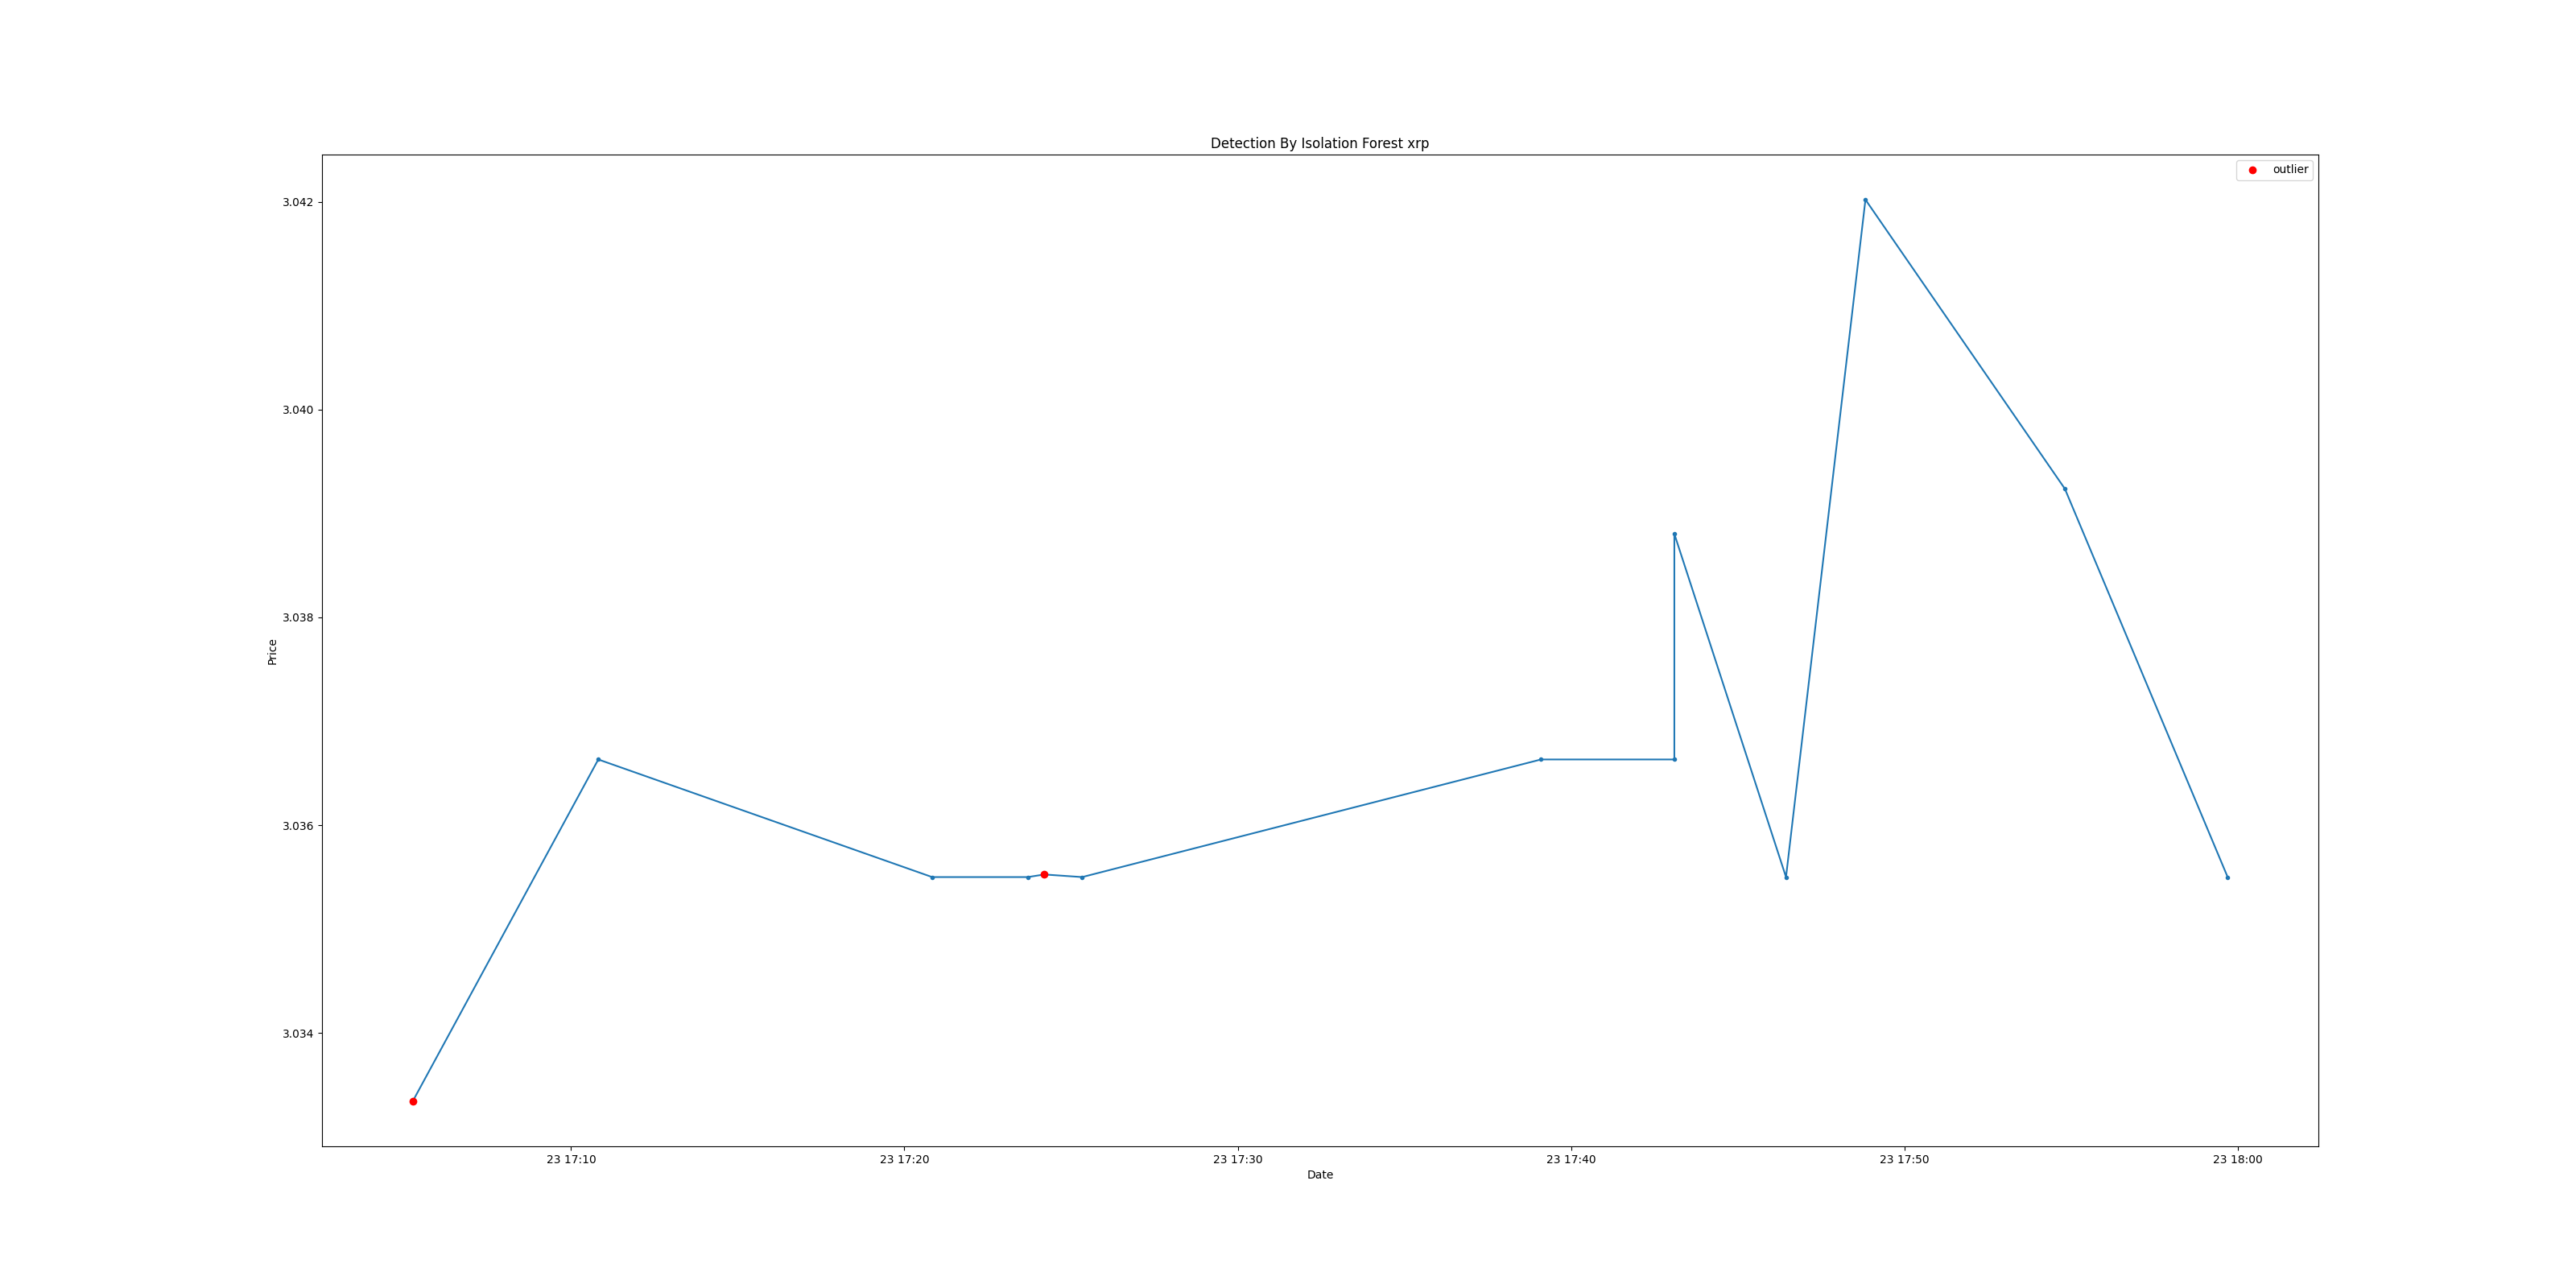 Detection By Isolation Forest xrp
outlier
3.042
3.040
3.038
3.036
3.034
Price
23 17:10
23 17:20
23 17:30
23 17:40
23 17:50
23 18:00
Date